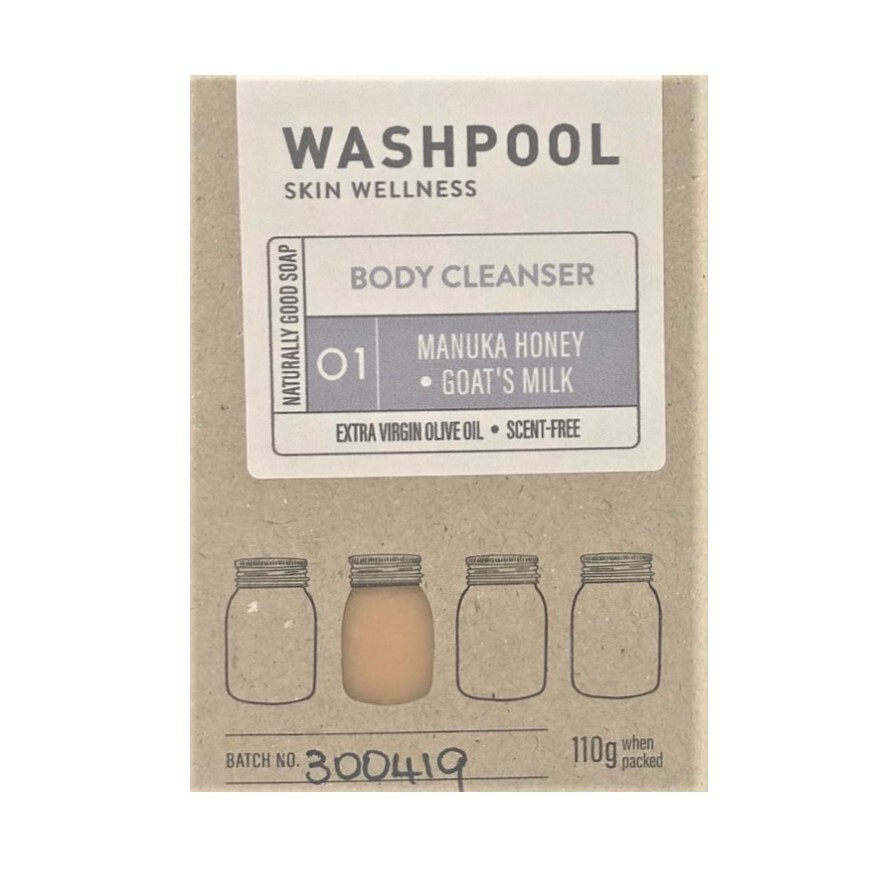 WASHPOOL
SKIN WELLNESS
NATURALLY GOOD SOAP
BODY CLEANSER
01
MANUKA HONEY
• GOAT'S MILK
EXTRA VIRGIN OLIVE OIL • SCENT-FREE
BATCH NO. 300419
110g when
packed